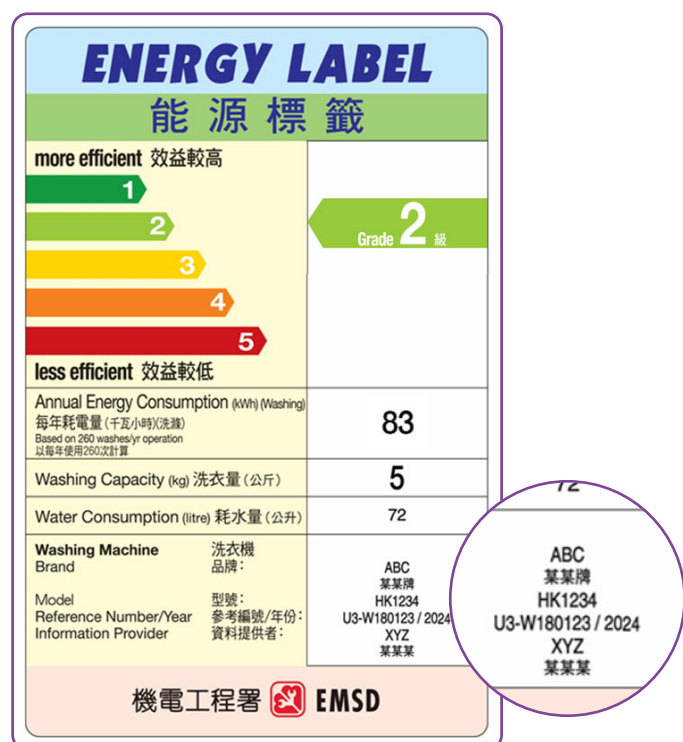 ENERGY LABEL
能源標籤
more efficient 效益較高
1
2
3
4
5
Grade 2 級
less efficient 效益較低
Annual Energy Consumption (kWh) (Washing)
每年耗電量 (千瓦小時)(洗滌)
Based on 260 washes/yr operation
以每年使用260次計算
83
Washing Capacity (kg) 洗衣量 (公斤)
5
Water Consumption (litre) 耗水量 (公升)
72
Washing Machine 洗衣機
Brand 品牌: ABC
某某牌
Model 型號: HK1234
Reference Number/Year 參考編號/年份: U3-W180123 / 2024
Information Provider 資料提供者: XYZ
某某某
機電工程署 EMSD
72
ABC
某某牌
HK1234
U3-W180123 / 2024
XYZ
某某某